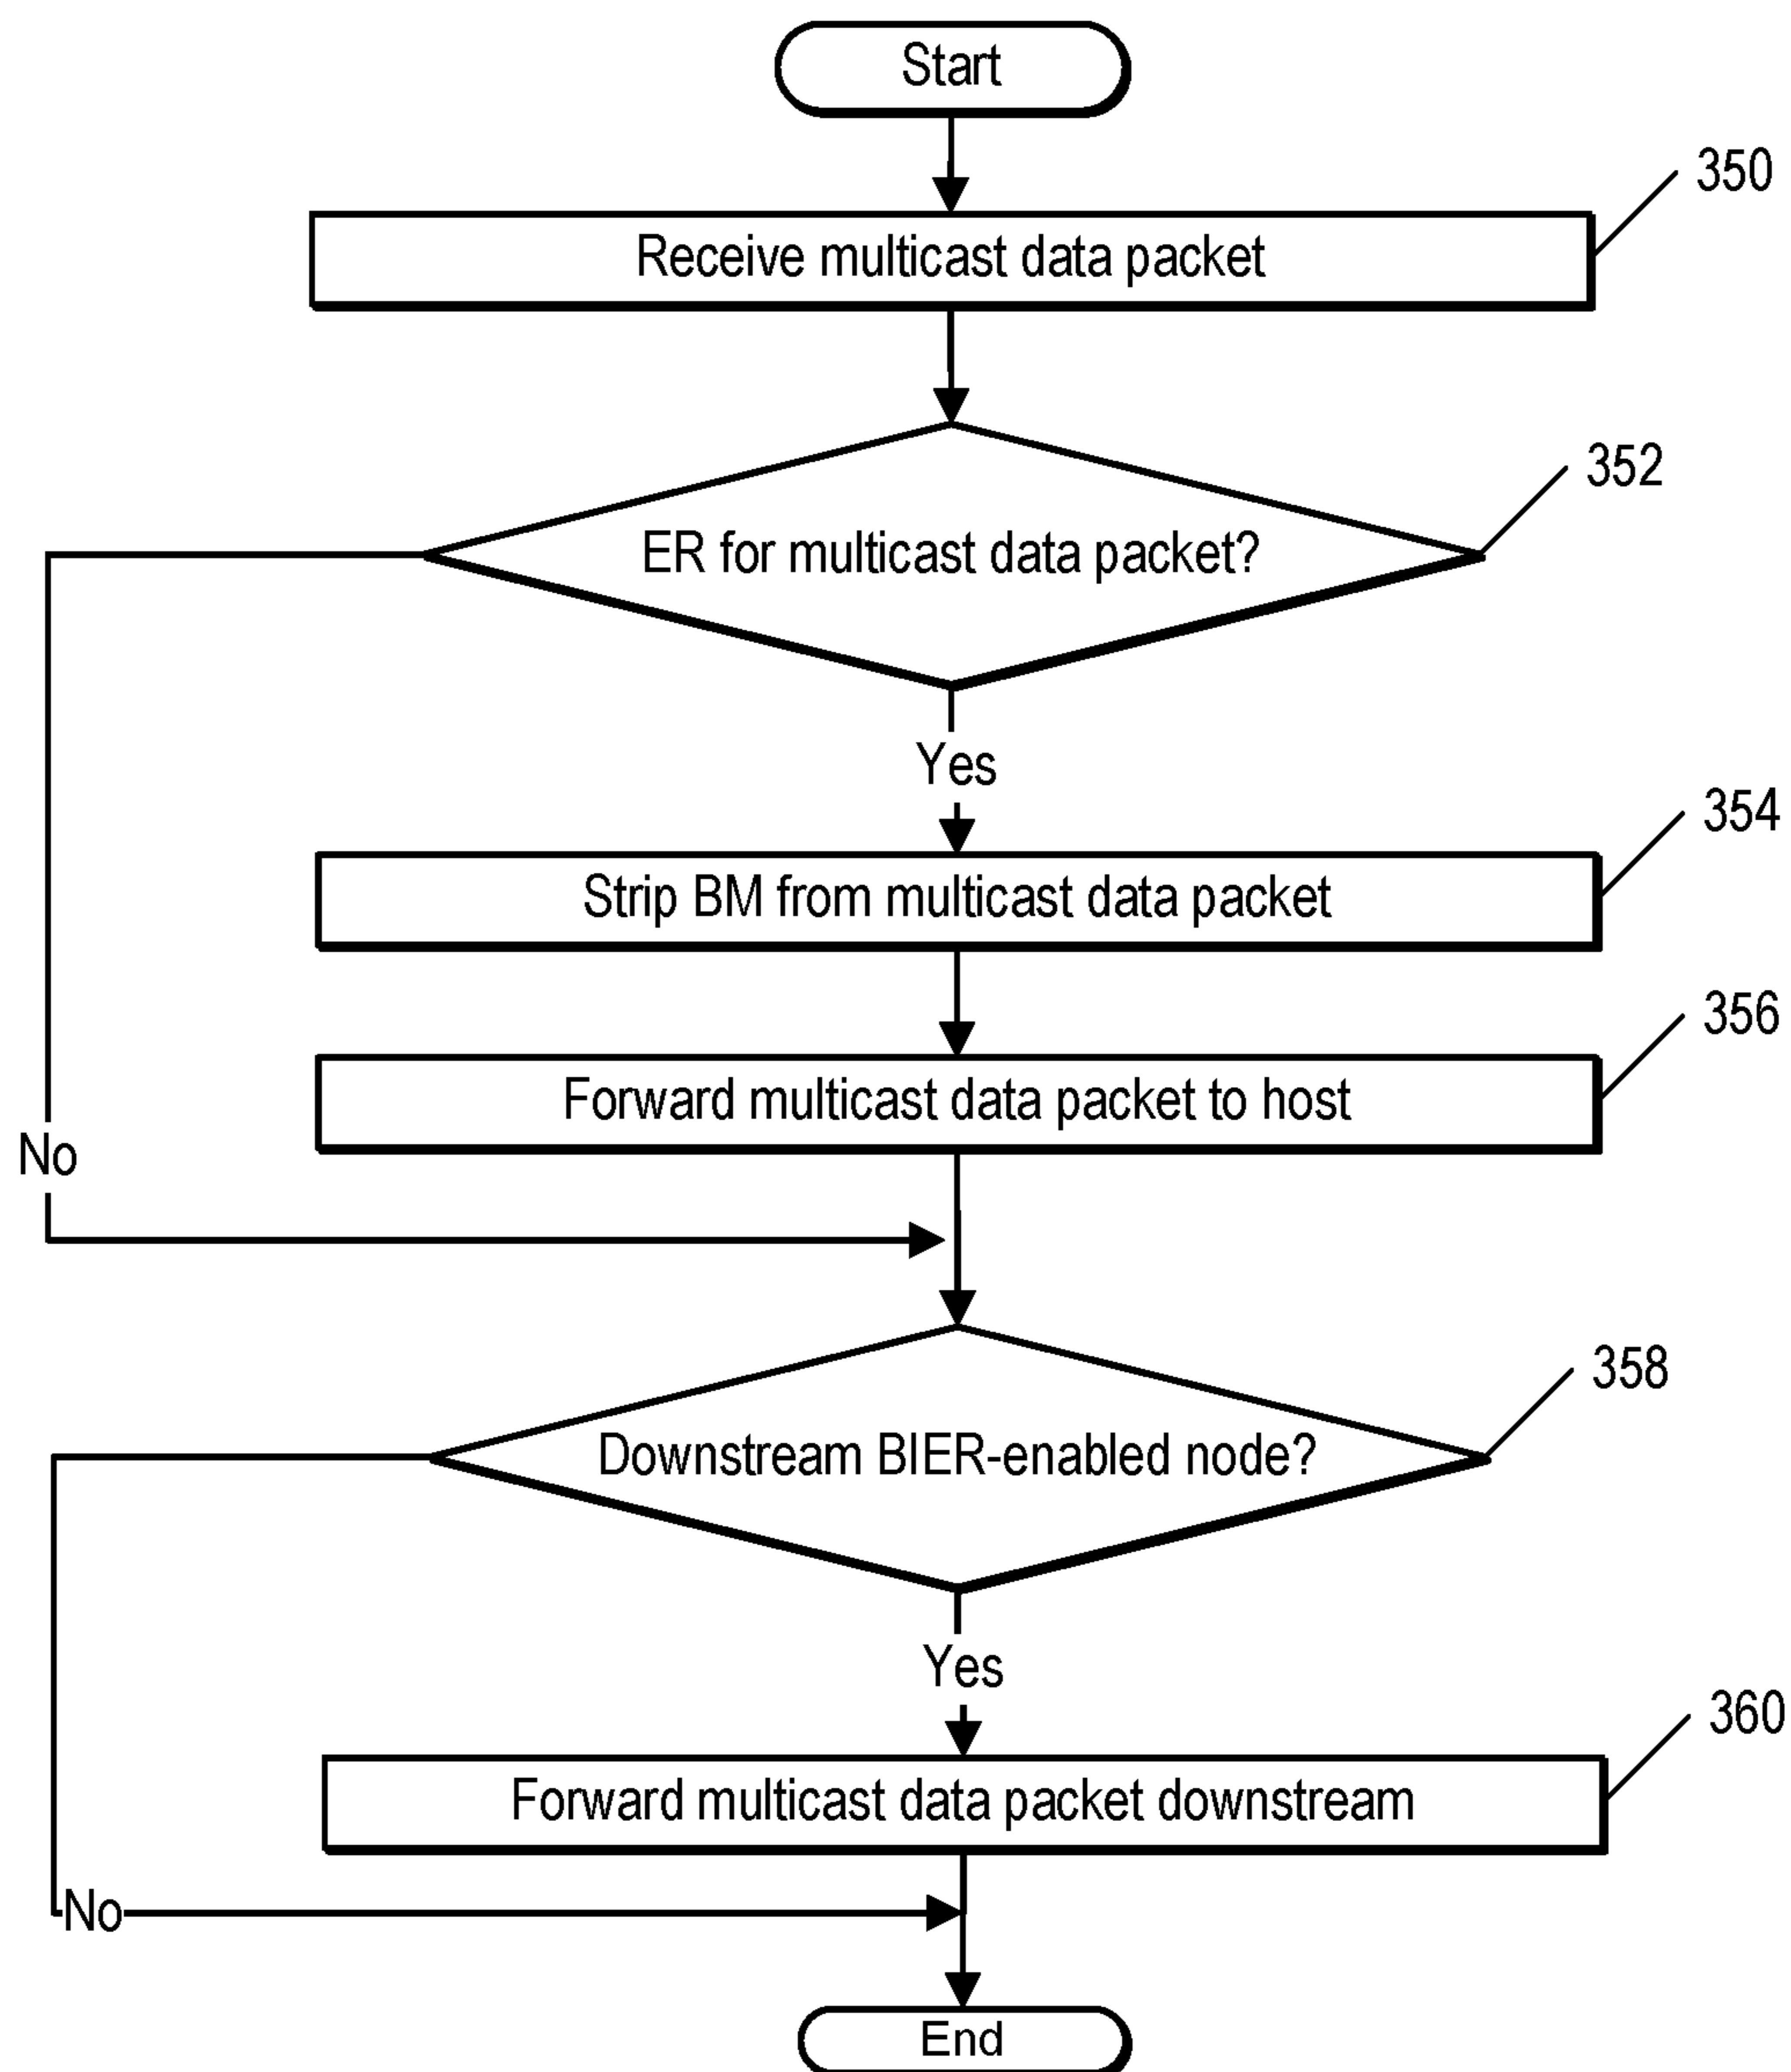 Start
350
Receive multicast data packet
352
ER for multicast data packet?
Yes
354
Strip BM from multicast data packet
356
Forward multicast data packet to host
No
358
Downstream BIER-enabled node?
Yes
360
Forward multicast data packet downstream
No
End